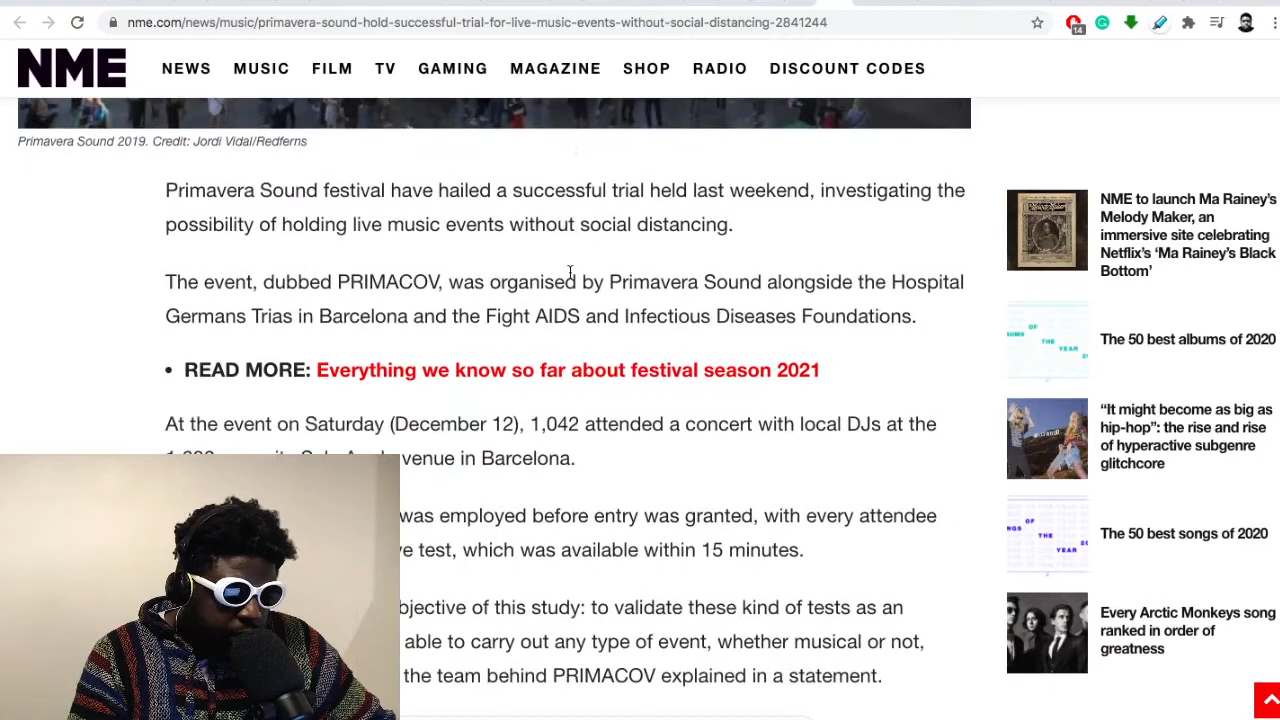 nme.com/news/music/primavera-sound-hold-successful-trial-for-live-music-events-without-social-distancing-2841244
14
NME
NEWS MUSIC FILM TV GAMING MAGAZINE SHOP RADIO DISCOUNT CODES
Primavera Sound 2019. Credit: Jordi Vidal/Redferns
Primavera Sound festival have hailed a successful trial held last weekend, investigating the
possibility of holding live music events without social distancing.
The event, dubbed PRIMACOV, was organised by Primavera Sound alongside the Hospital
Germans Trias in Barcelona and the Fight AIDS and Infectious Diseases Foundations.
• READ MORE: Everything we know so far about festival season 2021
At the event on Saturday (December 12), 1,042 attended a concert with local DJs at the
venue in Barcelona.
was employed before entry was granted, with every attendee
test, which was available within 15 minutes.
of this study: to validate these kind of tests as an
able to carry out any type of event, whether musical or not,
the team behind PRIMACOV explained in a statement.
NME to launch Ma Rainey's
Melody Maker, an
immersive site celebrating
Netflix's ‘Ma Rainey's Black
Bottom’
OF
THE
YEAR
The 50 best albums of 2020
“It might become as big as
hip-hop”: the rise and rise
of hyperactive subgenre
glitchcore
OF
THE
YEAR
The 50 best songs of 2020
Every Arctic Monkeys song
ranked in order of
greatness